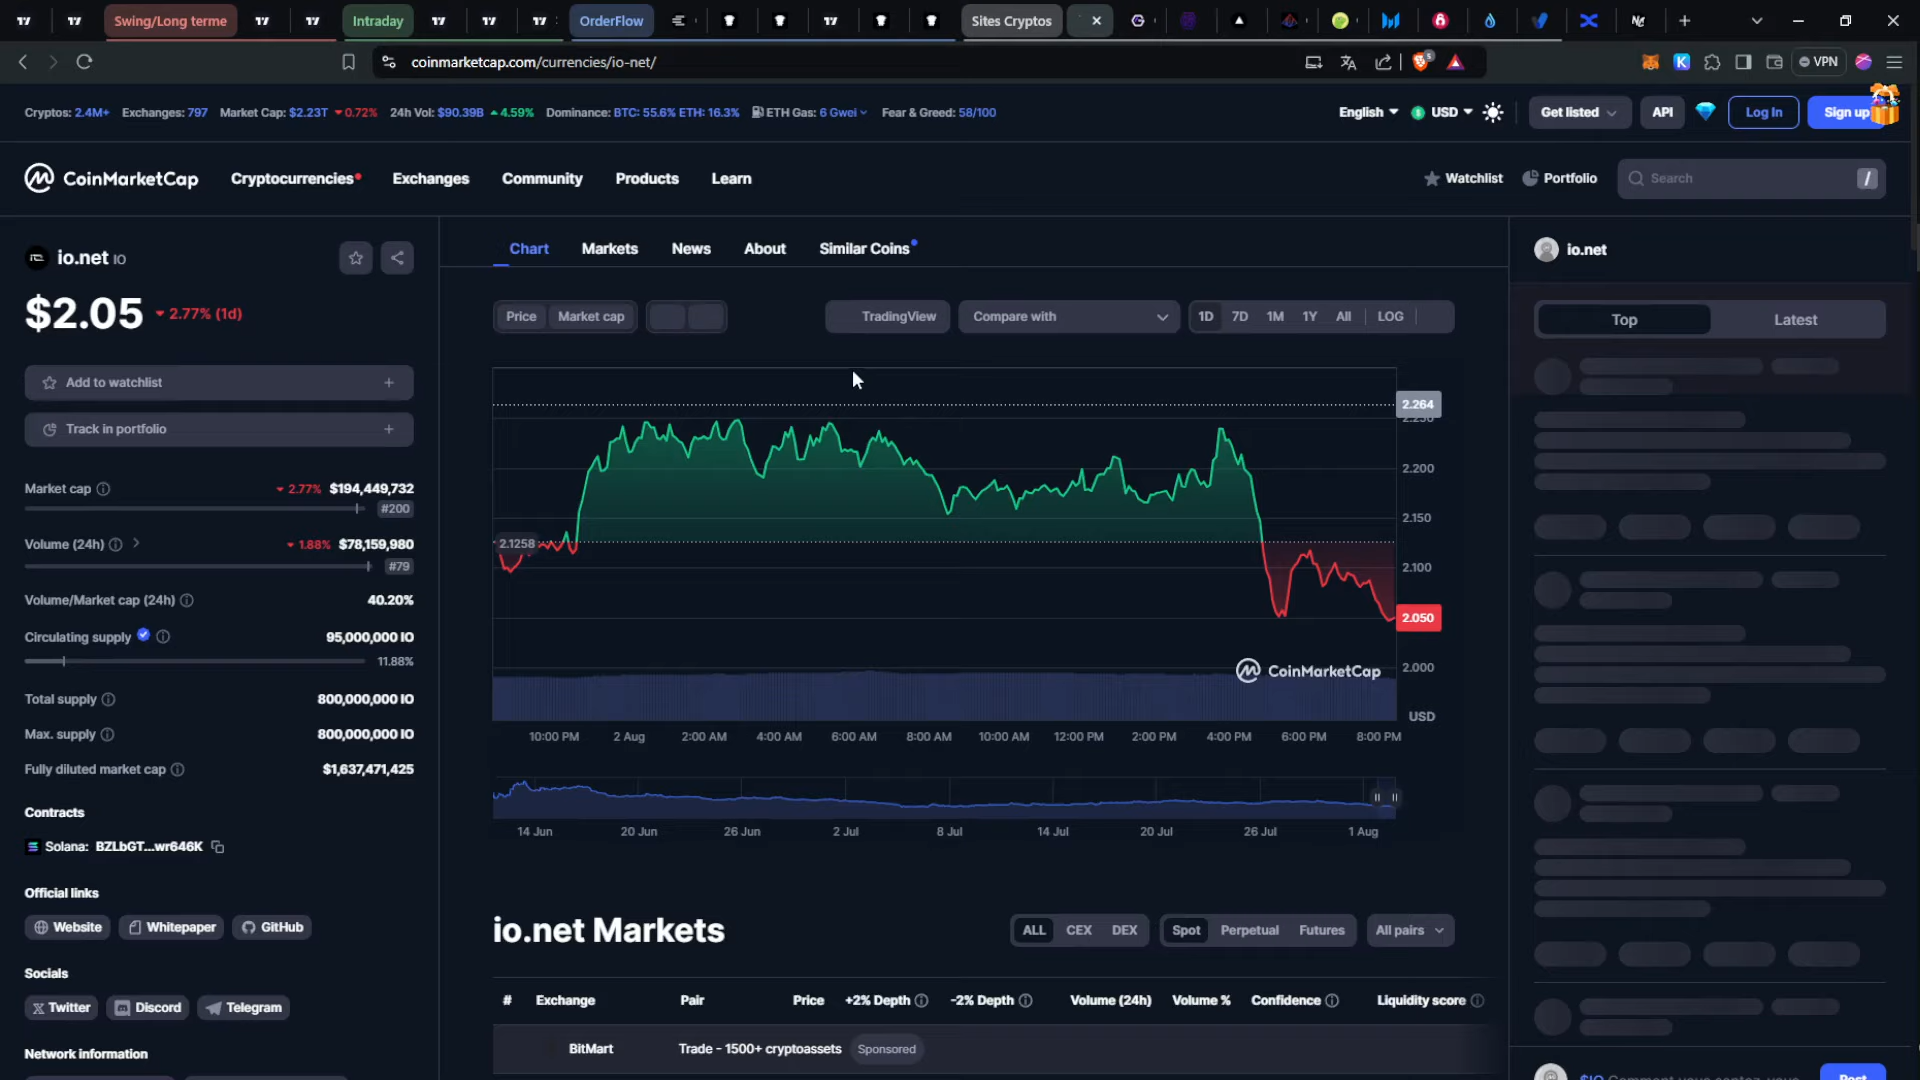 Swing/Long terme
Intraday
OrderFlow
Sites Cryptos
coinmarketcap.com/currencies/io-net/
VPN
Cryptos: 2.4M+ Exchanges: 797 Market Cap: $2.23T 0.72% 24h Vol: $90.39B 4.59% Dominance: BTC: 55.6% ETH: 16.3% ETH Gas: 6 Gwei Fear & Greed: 58/100
English USD Get listed API Log In Sign up
CoinMarketCap Cryptocurrencies Exchanges Community Products Learn
Watchlist Portfolio Search /
io.net IO
$2.05 2.77% (1d)
Add to watchlist +
Track in portfolio +
Market cap 2.77% $194,449,732
#200
Volume (24h) 1.88% $78,159,980
#79
Volume/Market cap (24h) 40.20%
Circulating supply 95,000,000 IO
11.88%
Total supply 800,000,000 IO
Max. supply 800,000,000 IO
Fully diluted market cap $1,637,471,425
Contracts
Solana: BZLbGT...wr646K
Official links
Website Whitepaper GitHub
Socials
Twitter Discord Telegram
Network information
Chart Markets News About Similar Coins
Price Market cap TradingView Compare with 1D 7D 1M 1Y All LOG
2.264
2.250
2.200
2.150
2.1258
2.100
2.050
2.000
CoinMarketCap
USD
10:00 PM 2 Aug 2:00 AM 4:00 AM 6:00 AM 8:00 AM 10:00 AM 12:00 PM 2:00 PM 4:00 PM 6:00 PM 8:00 PM
14 Jun 20 Jun 26 Jun 2 Jul 8 Jul 14 Jul 20 Jul 26 Jul 1 Aug
io.net Markets
ALL CEX DEX Spot Perpetual Futures All pairs
# Exchange Pair Price +2% Depth -2% Depth Volume (24h) Volume % Confidence Liquidity score
BitMart Trade - 1500+ cryptoassets Sponsored
io.net
Top Latest
$IO Comment vous sentez-vous
Post